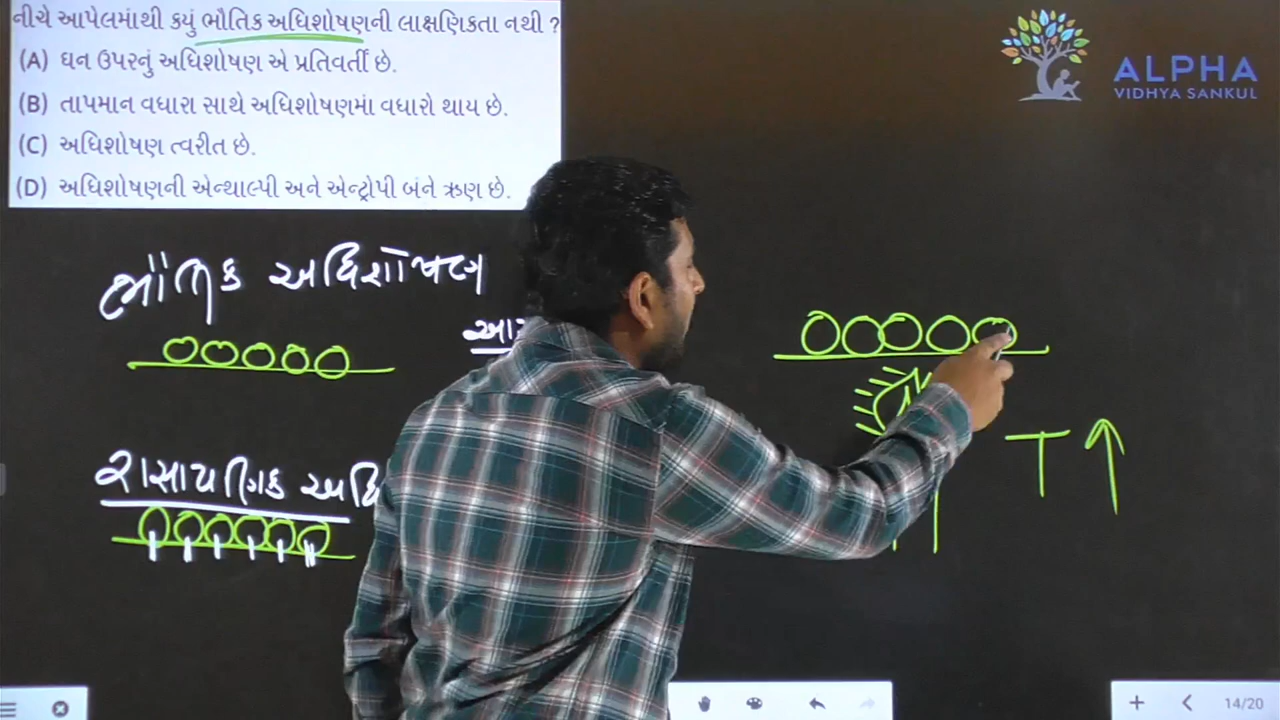 નીચે આપેલમાંથી કયું ભૌતિક અધિશોષણની લાક્ષણિકતા નથી ?
(A) ઘન ઉપરનું અધિશોષણ એ પ્રતિવર્તી છે.
(B) તાપમાન વધારા સાથે અધિશોષણમાં વધારો થાય છે.
(C) અધિશોષણ ત્વરીત છે.
(D) અધિશોષણની એન્થાલ્પી અને એન્ટ્રોપી બંને ઋણ છે.
ALPHA
VIDHYA SANKUL
ભૌતિક અધિશોષણ
રાસાયણિક અધિ
T ↑
14/20